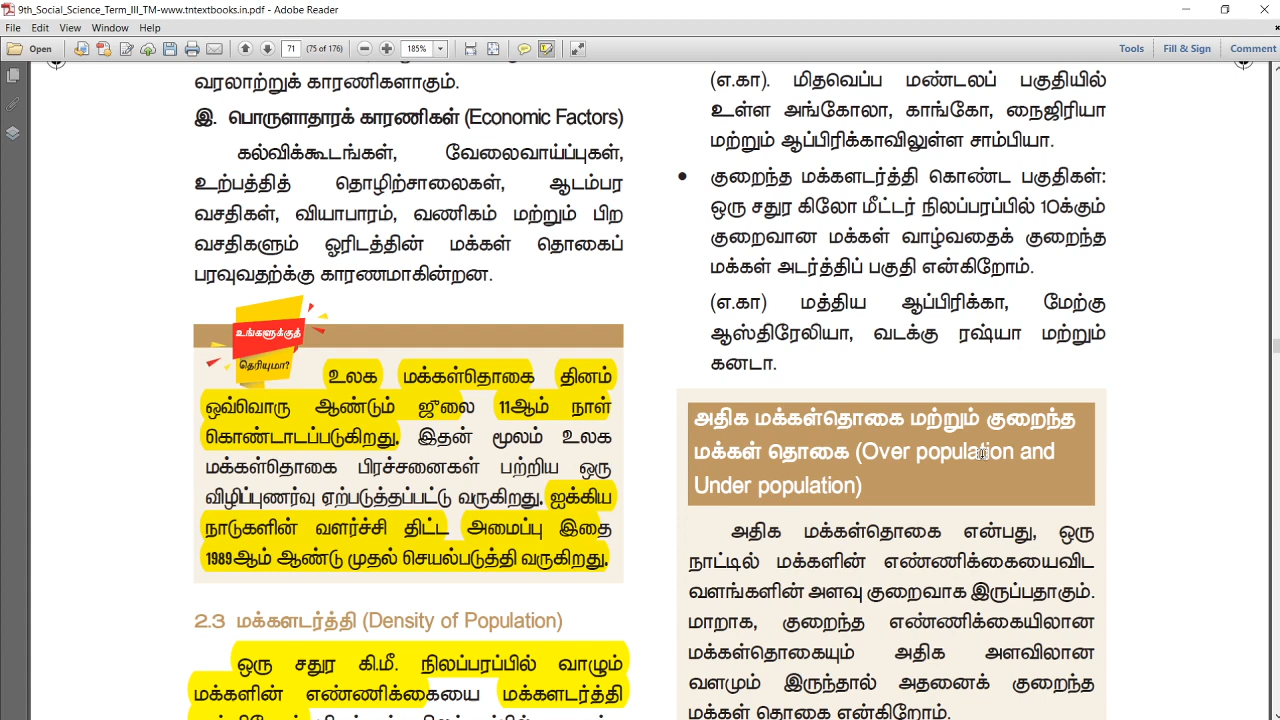 9th_Social_Science_Term_III_TM-www.tntextbooks.in.pdf - Adobe Reader
File Edit View Window Help
Open 71 (75 of 176) 185% Tools Fill & Sign Comment
வரலாற்றுக் காரணிகளாகும்.
இ. பொருளாதாரக் காரணிகள் (Economic Factors)
கல்விக்கூடங்கள், வேலைவாய்ப்புகள்,
உற்பத்தித் தொழிற்சாலைகள், ஆடம்பர
வசதிகள், வியாபாரம், வணிகம் மற்றும் பிற
வசதிகளும் ஓரிடத்தின் மக்கள் தொகைப்
பரவுவதற்க்கு காரணமாகின்றன.
உங்களுக்குத்
தெரியுமா?
உலக மக்கள்தொகை தினம்
ஒவ்வொரு ஆண்டும் ஜுலை 11ஆம் நாள்
கொண்டாடப்படுகிறது. இதன் மூலம் உலக
மக்கள்தொகை பிரச்சனைகள் பற்றிய ஒரு
விழிப்புணர்வு ஏற்படுத்தப்பட்டு வருகிறது. ஐக்கிய
நாடுகளின் வளர்ச்சி திட்ட அமைப்பு இதை
1989ஆம் ஆண்டு முதல் செயல்படுத்தி வருகிறது.
2.3 மக்களடர்த்தி (Density of Population)
ஒரு சதுர கி.மீ. நிலப்பரப்பில் வாழும்
மக்களின் எண்ணிக்கையை மக்களடர்த்தி
(எ.கா). மிதவெப்ப மண்டலப் பகுதியில்
உள்ள அங்கோலா, காங்கோ, நைஜிரியா
மற்றும் ஆப்பிரிக்காவிலுள்ள சாம்பியா.
• குறைந்த மக்களடர்த்தி கொண்ட பகுதிகள்:
ஒரு சதுர கிலோ மீட்டர் நிலப்பரப்பில் 10க்கும்
குறைவான மக்கள் வாழ்வதைக் குறைந்த
மக்கள் அடர்த்திப் பகுதி என்கிறோம்.
(எ.கா) மத்திய ஆப்பிரிக்கா, மேற்கு
ஆஸ்திரேலியா, வடக்கு ரஷ்யா மற்றும்
கனடா.
அதிக மக்கள்தொகை மற்றும் குறைந்த
மக்கள் தொகை (Over population and
Under population)
அதிக மக்கள்தொகை என்பது, ஒரு
நாட்டில் மக்களின் எண்ணிக்கையைவிட
வளங்களின் அளவு குறைவாக இருப்பதாகும்.
மாறாக, குறைந்த எண்ணிக்கையிலான
மக்கள்தொகையும் அதிக அளவிலான
வளமும் இருந்தால் அதனைக் குறைந்த
மக்கள் தொகை என்கிறோம்.